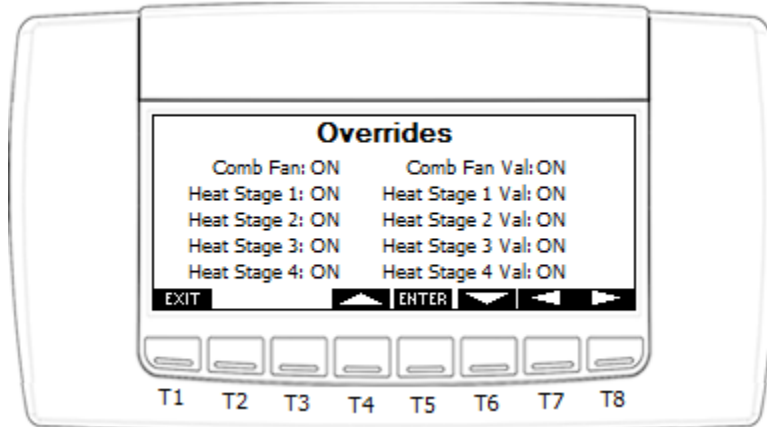 Overrides
Comb Fan: ON Comb Fan Val: ON
Heat Stage 1: ON Heat Stage 1 Val: ON
Heat Stage 2: ON Heat Stage 2 Val: ON
Heat Stage 3: ON Heat Stage 3 Val: ON
Heat Stage 4: ON Heat Stage 4 Val: ON
EXIT ENTER
T1 T2 T3 T4 T5 T6 T7 T8